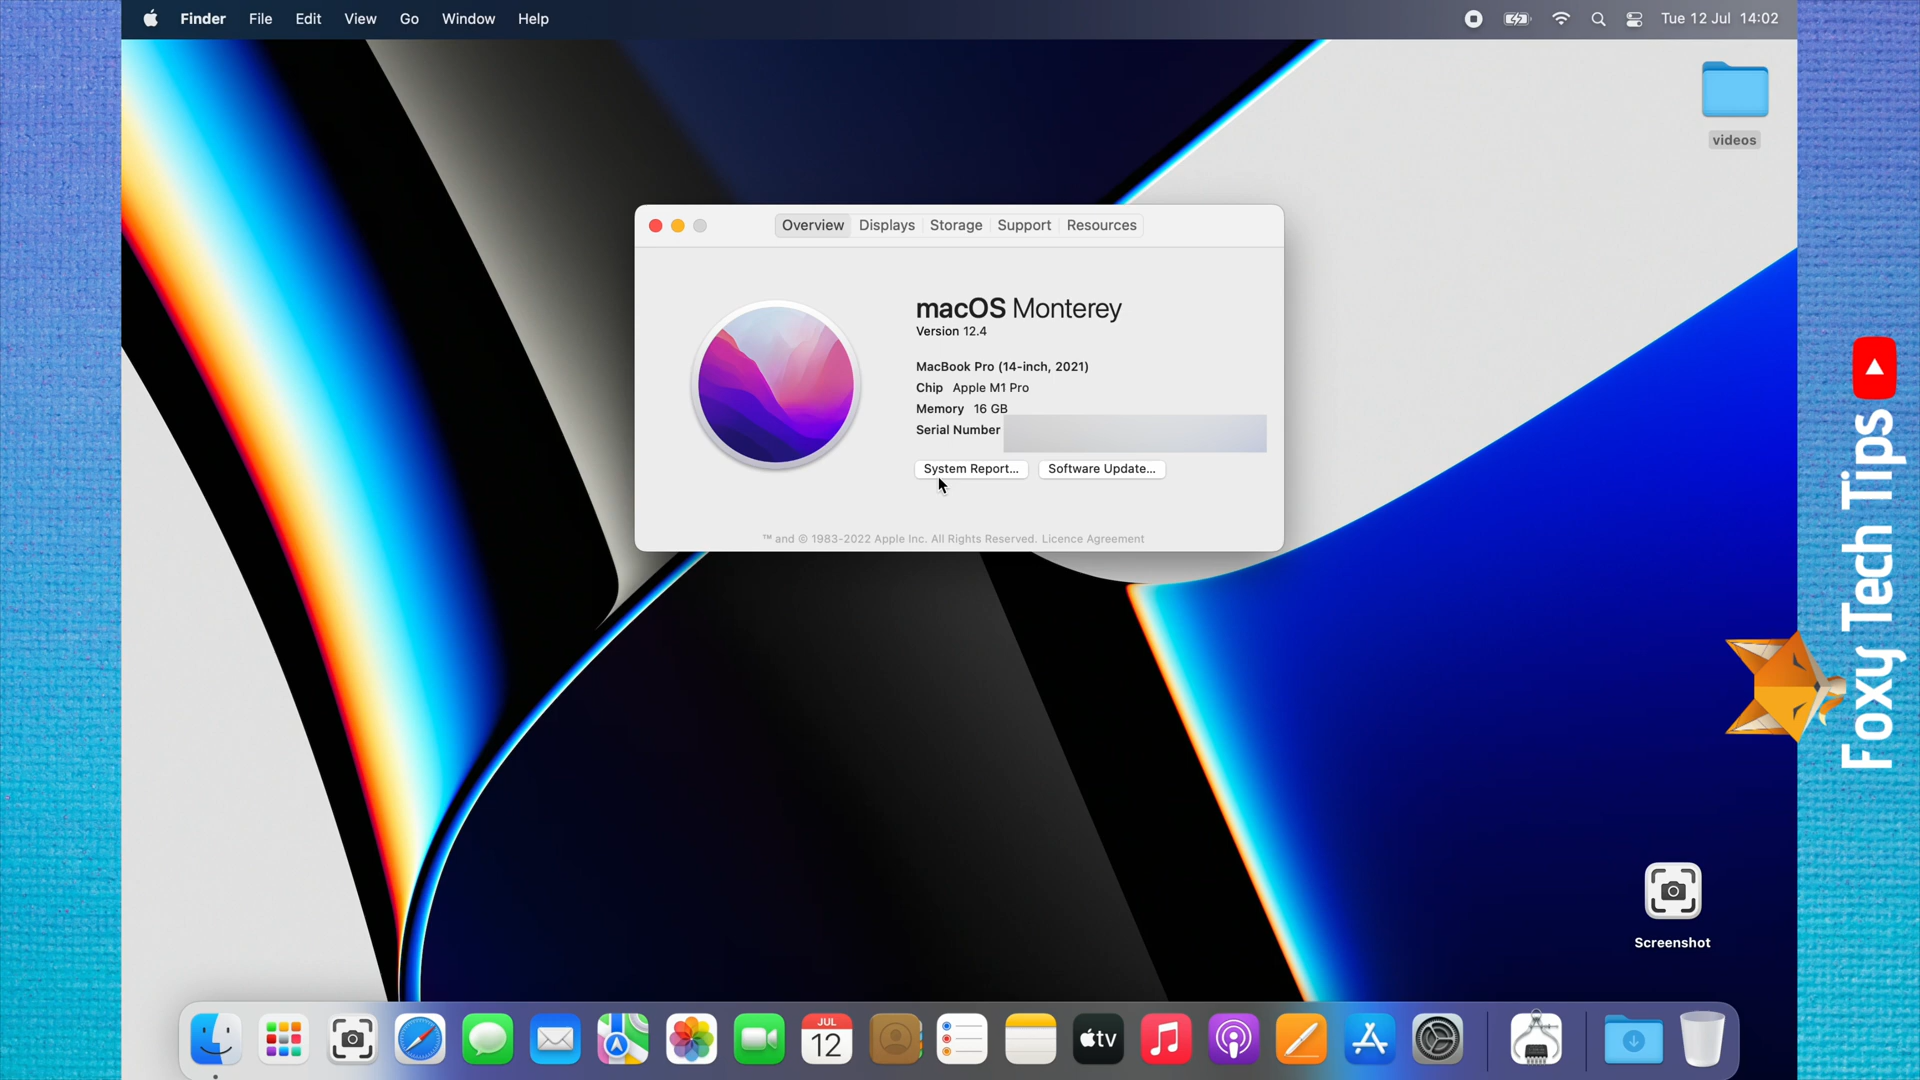 Finder File Edit View Go Window Help Tue 12 Jul 14:02
videos
Overview Displays Storage Support Resources
macOS Monterey
Version 12.4
MacBook Pro (14-inch, 2021)
Chip Apple M1 Pro
Memory 16 GB
Serial Number
System Report... Software Update...
™ and © 1983-2022 Apple Inc. All Rights Reserved. Licence Agreement
Foxy Tech Tips
Screenshot
JUL
12
tv